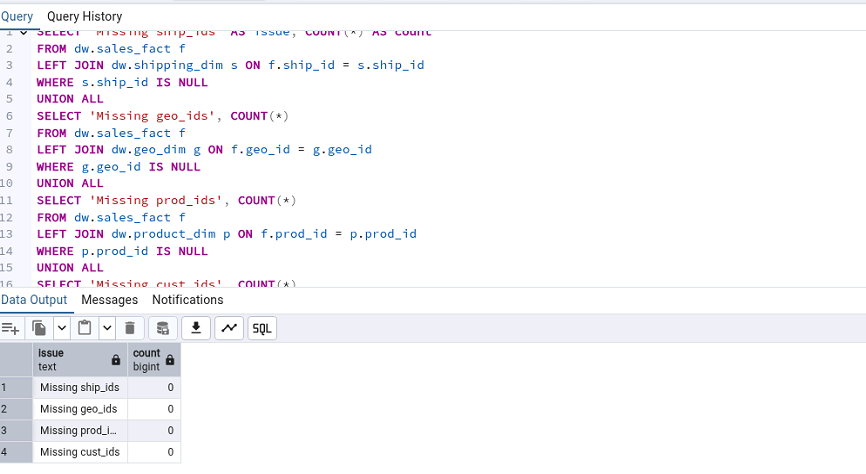 Query Query History
1 SELECT 'Missing ship_ids' AS issue, COUNT(*) AS count
2 FROM dw.sales_fact f
3 LEFT JOIN dw.shipping_dim s ON f.ship_id = s.ship_id
4 WHERE s.ship_id IS NULL
5 UNION ALL
6 SELECT 'Missing geo_ids', COUNT(*)
7 FROM dw.sales_fact f
8 LEFT JOIN dw.geo_dim g ON f.geo_id = g.geo_id
9 WHERE g.geo_id IS NULL
10 UNION ALL
11 SELECT 'Missing prod_ids', COUNT(*)
12 FROM dw.sales_fact f
13 LEFT JOIN dw.product_dim p ON f.prod_id = p.prod_id
14 WHERE p.prod_id IS NULL
15 UNION ALL
16 SELECT 'Missing cust_ids', COUNT(*)
Data Output Messages Notifications
SQL
issue count
text bigint
1 Missing ship_ids 0
2 Missing geo_ids 0
3 Missing prod_i... 0
4 Missing cust_ids 0